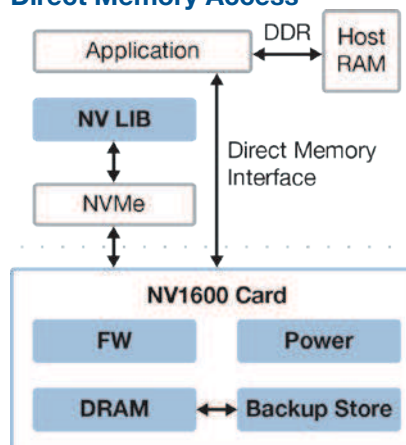 Direct Memory Access
Application
DDR
Host
RAM
NV LIB
Direct Memory
Interface
NVMe
NV1600 Card
FW
Power
DRAM
Backup Store